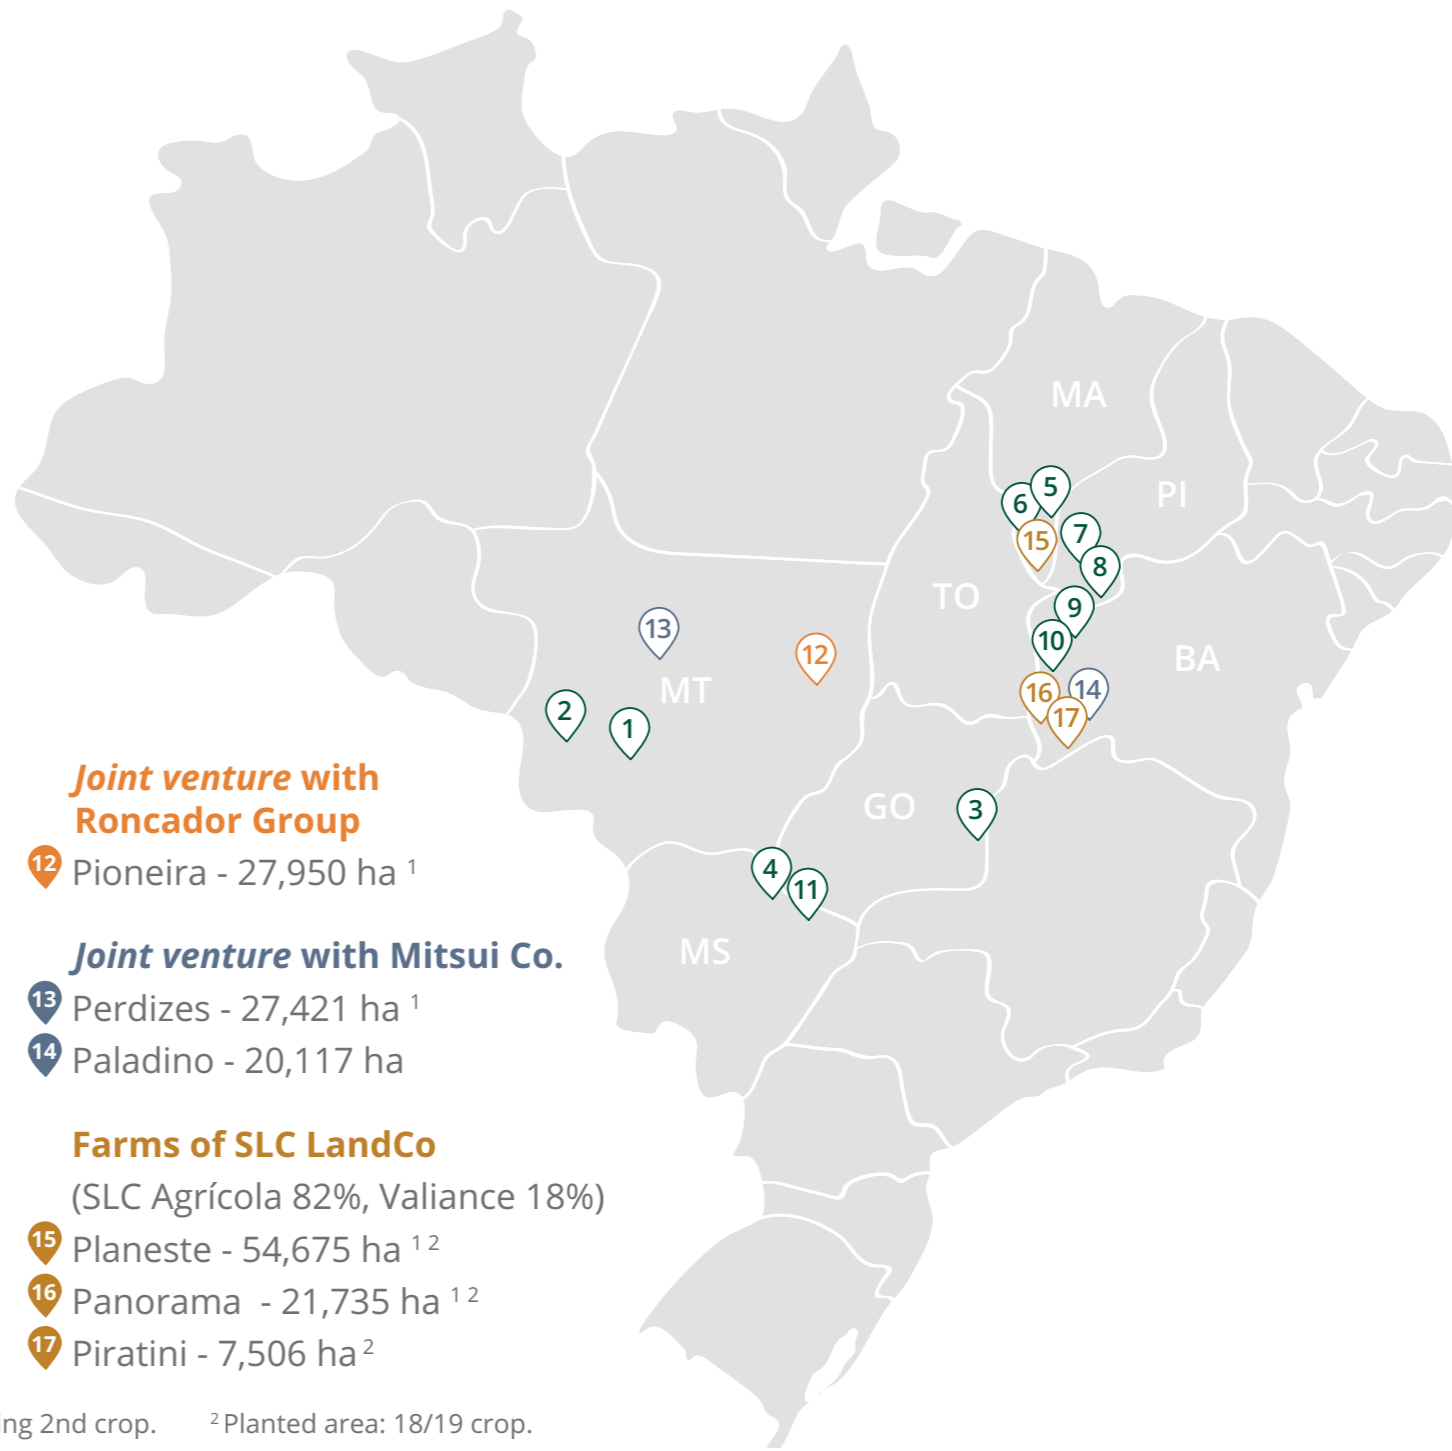 MA
PI
5
6
15
7
8
TO
9
10
BA
13
12
MT
16
14
17
2
1
GO
3
4
11
MS
Joint venture with
Roncador Group
12 Pioneira - 27,950 ha ¹
Joint venture with Mitsui Co.
13 Perdizes - 27,421 ha ¹
14 Paladino - 20,117 ha
Farms of SLC LandCo
(SLC Agrícola 82%, Valiance 18%)
15 Planeste - 54,675 ha ¹ ²
16 Panorama - 21,735 ha ¹ ²
17 Piratini - 7,506 ha ²
2nd crop. ² Planted area: 18/19 crop.